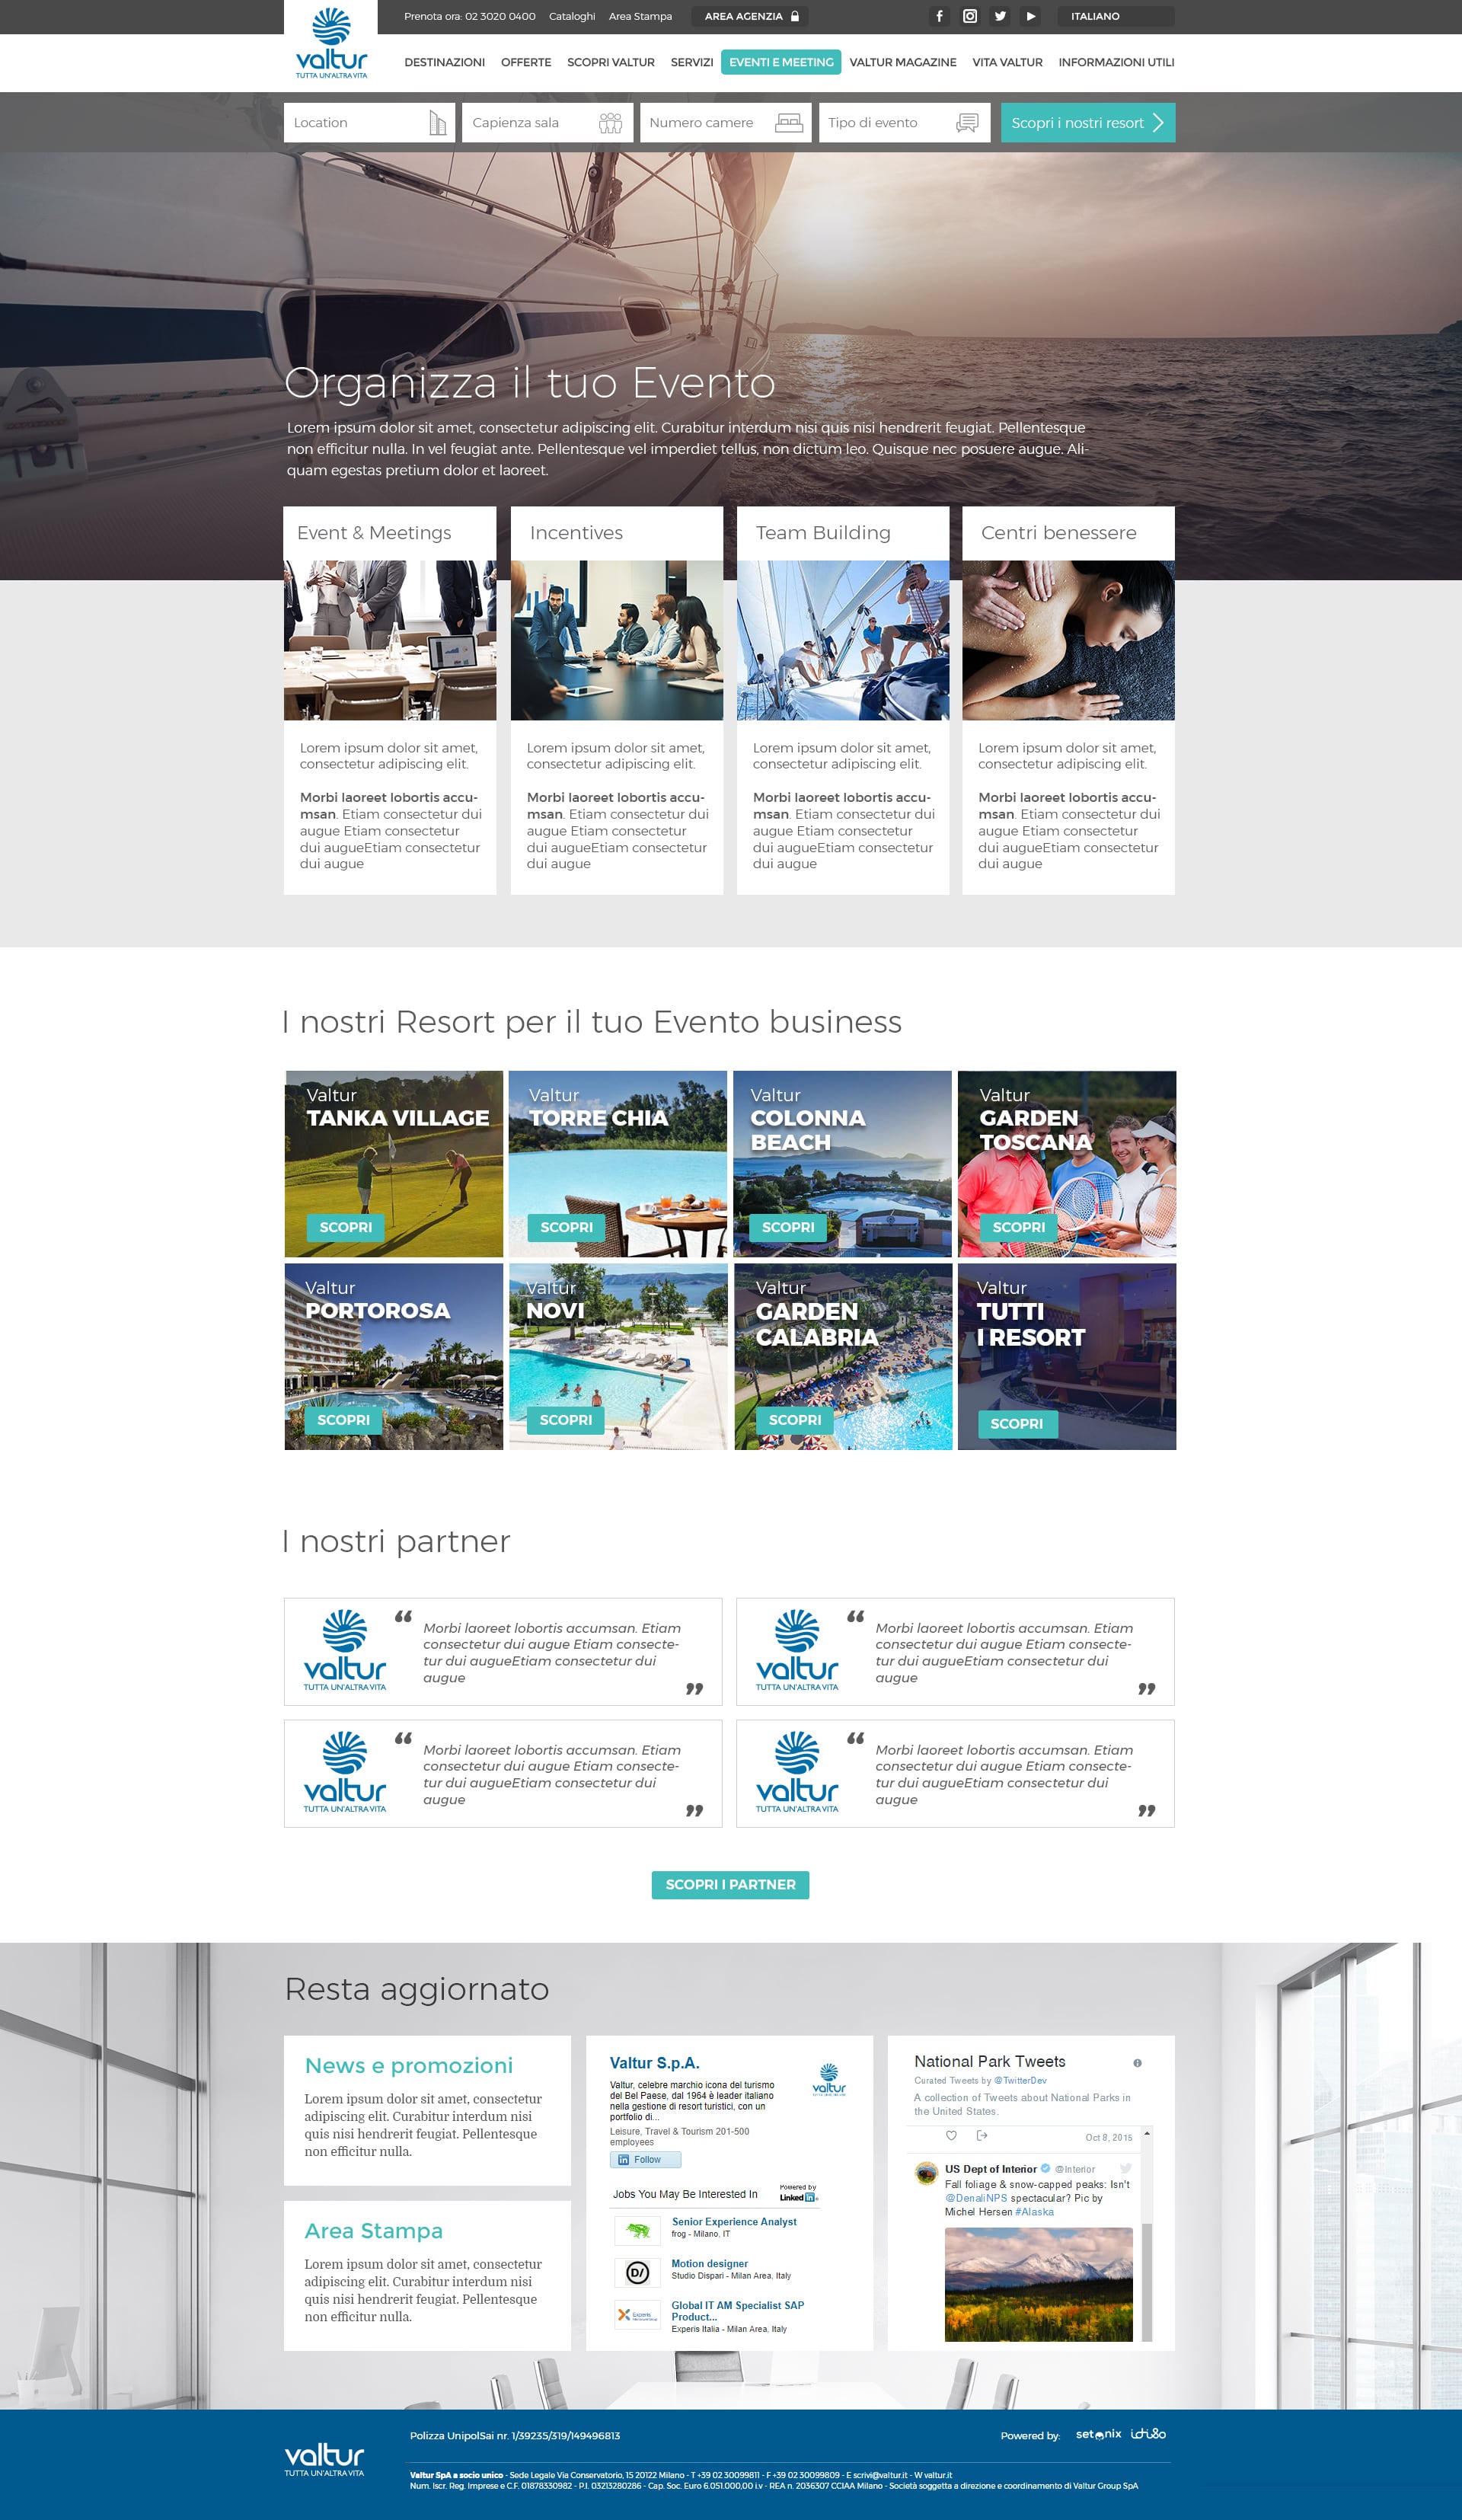 Prenota ora: 02 3020 0400 Cataloghi Area Stampa AREA AGENZIA ITALIANO
valtur
TUTTA UN'ALTRA VITA
DESTINAZIONI OFFERTE SCOPRI VALTUR SERVIZI EVENTI E MEETING VALTUR MAGAZINE VITA VALTUR INFORMAZIONI UTILI
Location Capienza sala Numero camere Tipo di evento Scopri i nostri resort
Organizza il tuo Evento
Lorem ipsum dolor sit amet, consectetur adipiscing elit. Curabitur interdum nisi quis nisi hendrerit feugiat. Pellentesque
non efficitur nulla. In vel feugiat ante. Pellentesque vel imperdiet tellus, non dictum leo. Quisque nec posuere augue. Ali-
quam egestas pretium dolor et laoreet.
Event & Meetings
Lorem ipsum dolor sit amet,
consectetur adipiscing elit.
Morbi laoreet lobortis accu-
msan. Etiam consectetur dui
augue Etiam consectetur
dui augueEtiam consectetur
dui augue
Incentives
Lorem ipsum dolor sit amet,
consectetur adipiscing elit.
Morbi laoreet lobortis accu-
msan. Etiam consectetur dui
augue Etiam consectetur
dui augueEtiam consectetur
dui augue
Team Building
Lorem ipsum dolor sit amet,
consectetur adipiscing elit.
Morbi laoreet lobortis accu-
msan. Etiam consectetur dui
augue Etiam consectetur
dui augueEtiam consectetur
dui augue
Centri benessere
Lorem ipsum dolor sit amet,
consectetur adipiscing elit.
Morbi laoreet lobortis accu-
msan. Etiam consectetur dui
augue Etiam consectetur
dui augueEtiam consectetur
dui augue
I nostri Resort per il tuo Evento business
Valtur
TANKA VILLAGE
SCOPRI
Valtur
TORRE CHIA
SCOPRI
Valtur
COLONNA
BEACH
SCOPRI
Valtur
GARDEN
TOSCANA
SCOPRI
Valtur
PORTOROSA
SCOPRI
Valtur
NOVI
SCOPRI
Valtur
GARDEN
CALABRIA
SCOPRI
Valtur
TUTTI
I RESORT
SCOPRI
I nostri partner
valtur
TUTTA UN'ALTRA VITA
“ Morbi laoreet lobortis accumsan. Etiam
consectetur dui augue Etiam consecte-
tur dui augueEtiam consectetur dui
augue ”
valtur
TUTTA UN'ALTRA VITA
“ Morbi laoreet lobortis accumsan. Etiam
consectetur dui augue Etiam consecte-
tur dui augueEtiam consectetur dui
augue ”
valtur
TUTTA UN'ALTRA VITA
“ Morbi laoreet lobortis accumsan. Etiam
consectetur dui augue Etiam consecte-
tur dui augueEtiam consectetur dui
augue ”
valtur
TUTTA UN'ALTRA VITA
“ Morbi laoreet lobortis accumsan. Etiam
consectetur dui augue Etiam consecte-
tur dui augueEtiam consectetur dui
augue ”
SCOPRI I PARTNER
Resta aggiornato
News e promozioni
Lorem ipsum dolor sit amet, consectetur
adipiscing elit. Curabitur interdum nisi
quis nisi hendrerit feugiat. Pellentesque
non efficitur nulla.
Area Stampa
Lorem ipsum dolor sit amet, consectetur
adipiscing elit. Curabitur interdum nisi
quis nisi hendrerit feugiat. Pellentesque
non efficitur nulla.
Valtur S.p.A.
valtur
Valtur, celebre marchio icona del turismo
del Bel Paese, dal 1964 è leader italiano
nella gestione di resort turistici, con un
portfolio di...
Leisure, Travel & Tourism 201-500
employees
in Follow
Jobs You May Be Interested In
Powered by
Linked in
Senior Experience Analyst
frog - Milano, IT
D/
Motion designer
Studio Dispari - Milan Area, Italy
Experis
Global IT AM Specialist SAP
Product...
Experis Italia - Milan Area, Italy
National Park Tweets
Curated Tweets by @TwitterDev
A collection of Tweets about National Parks in
the United States.
Oct 8, 2015
US Dept of Interior @Interior
Fall foliage & snow-capped peaks: Isn't
@DenaliNPS spectacular? Pic by
Michel Hersen #Alaska
valtur
TUTTA UN'ALTRA VITA
Polizza UnipolSai nr. 1/39235/319/149496813
Powered by: setonix
Valtur SpA a socio unico - Sede Legale Via Conservatorio, 15 20122 Milano - T +39 02 30099811 - F +39 02 30099809 - E scrivi@valtur.it - W valtur.it
Num. Iscr. Reg. Imprese e C.F. 01878330982 - P.I. 03213280286 - Cap. Soc. Euro 6.051.000,00 i.v - REA n. 2036307 CCIAA Milano - Società soggetta a direzione e coordinamento di Valtur Group SpA